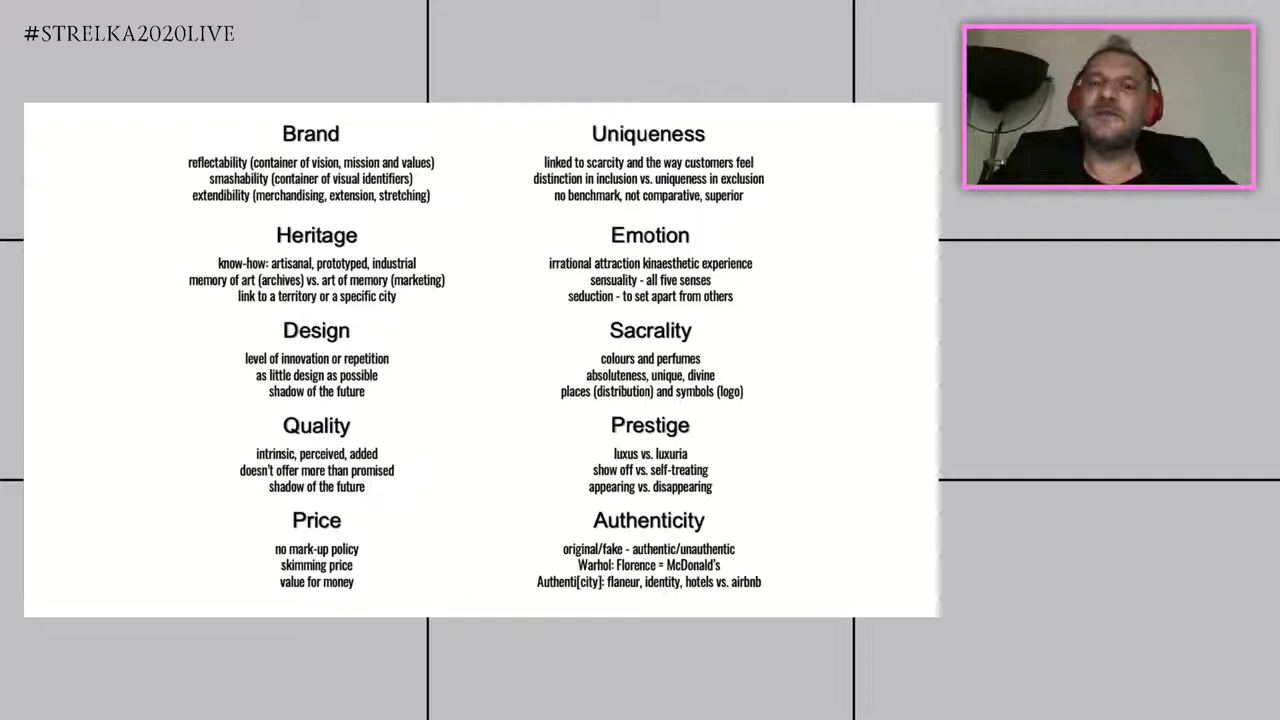 #STRELKA2020LIVE
Brand
reflectability (container of vision, mission and values)
smashability (container of visual identifiers)
extendibility (merchandising, extension, stretching)
Heritage
know-how: artisanal, prototyped, industrial
memory of art (archives) vs. art of memory (marketing)
link to a territory or a specific city
Design
level of innovation or repetition
as little design as possible
shadow of the future
Quality
intrinsic, perceived, added
doesn't offer more than promised
shadow of the future
Price
no mark-up policy
skimming price
value for money
Uniqueness
linked to scarcity and the way customers feel
distinction in inclusion vs. uniqueness in exclusion
no benchmark, not comparative, superior
Emotion
irrational attraction kinaesthetic experience
sensuality - all five senses
seduction - to set apart from others
Sacrality
colours and perfumes
absoluteness, unique, divine
places (distribution) and symbols (logo)
Prestige
luxus vs. luxuria
show off vs. self-treating
appearing vs. disappearing
Authenticity
original/fake - authentic/unauthentic
Warhol: Florence = McDonald's
Authenti[city]: flaneur, identity, hotels vs. airbnb